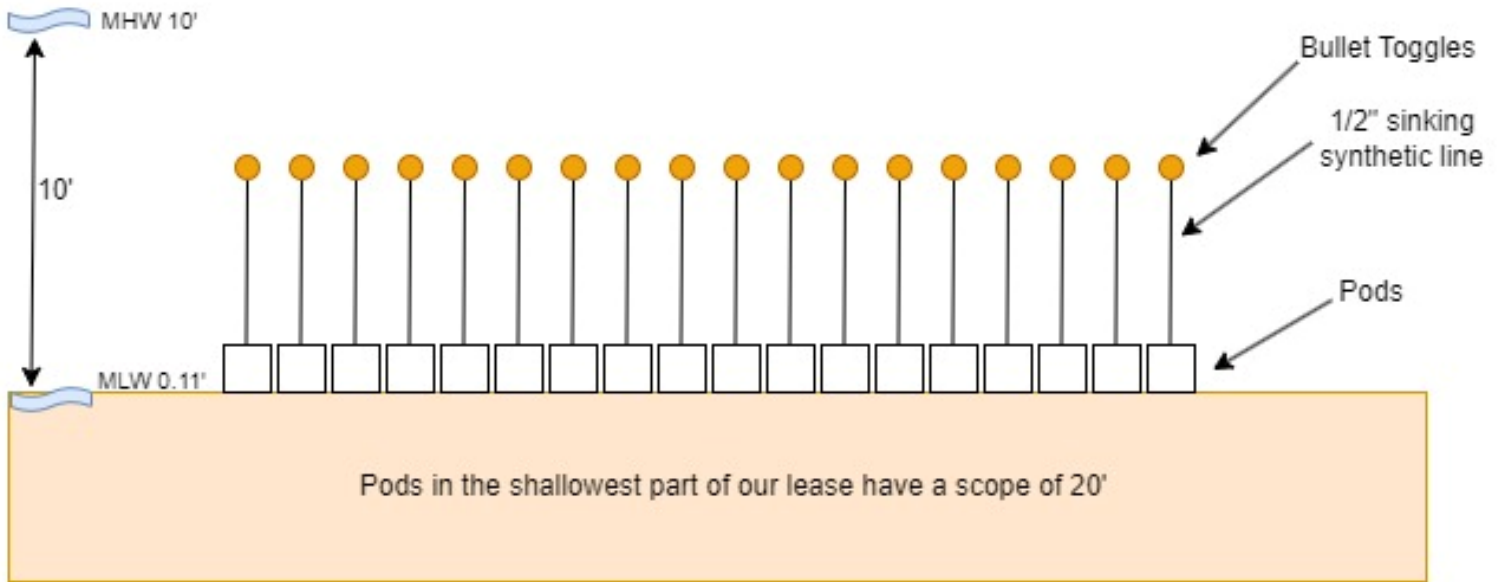 MHW 10'
Bullet Toggles
1/2" sinking
synthetic line
10'
Pods
MLW 0.11'
Pods in the shallowest part of our lease have a scope of 20'